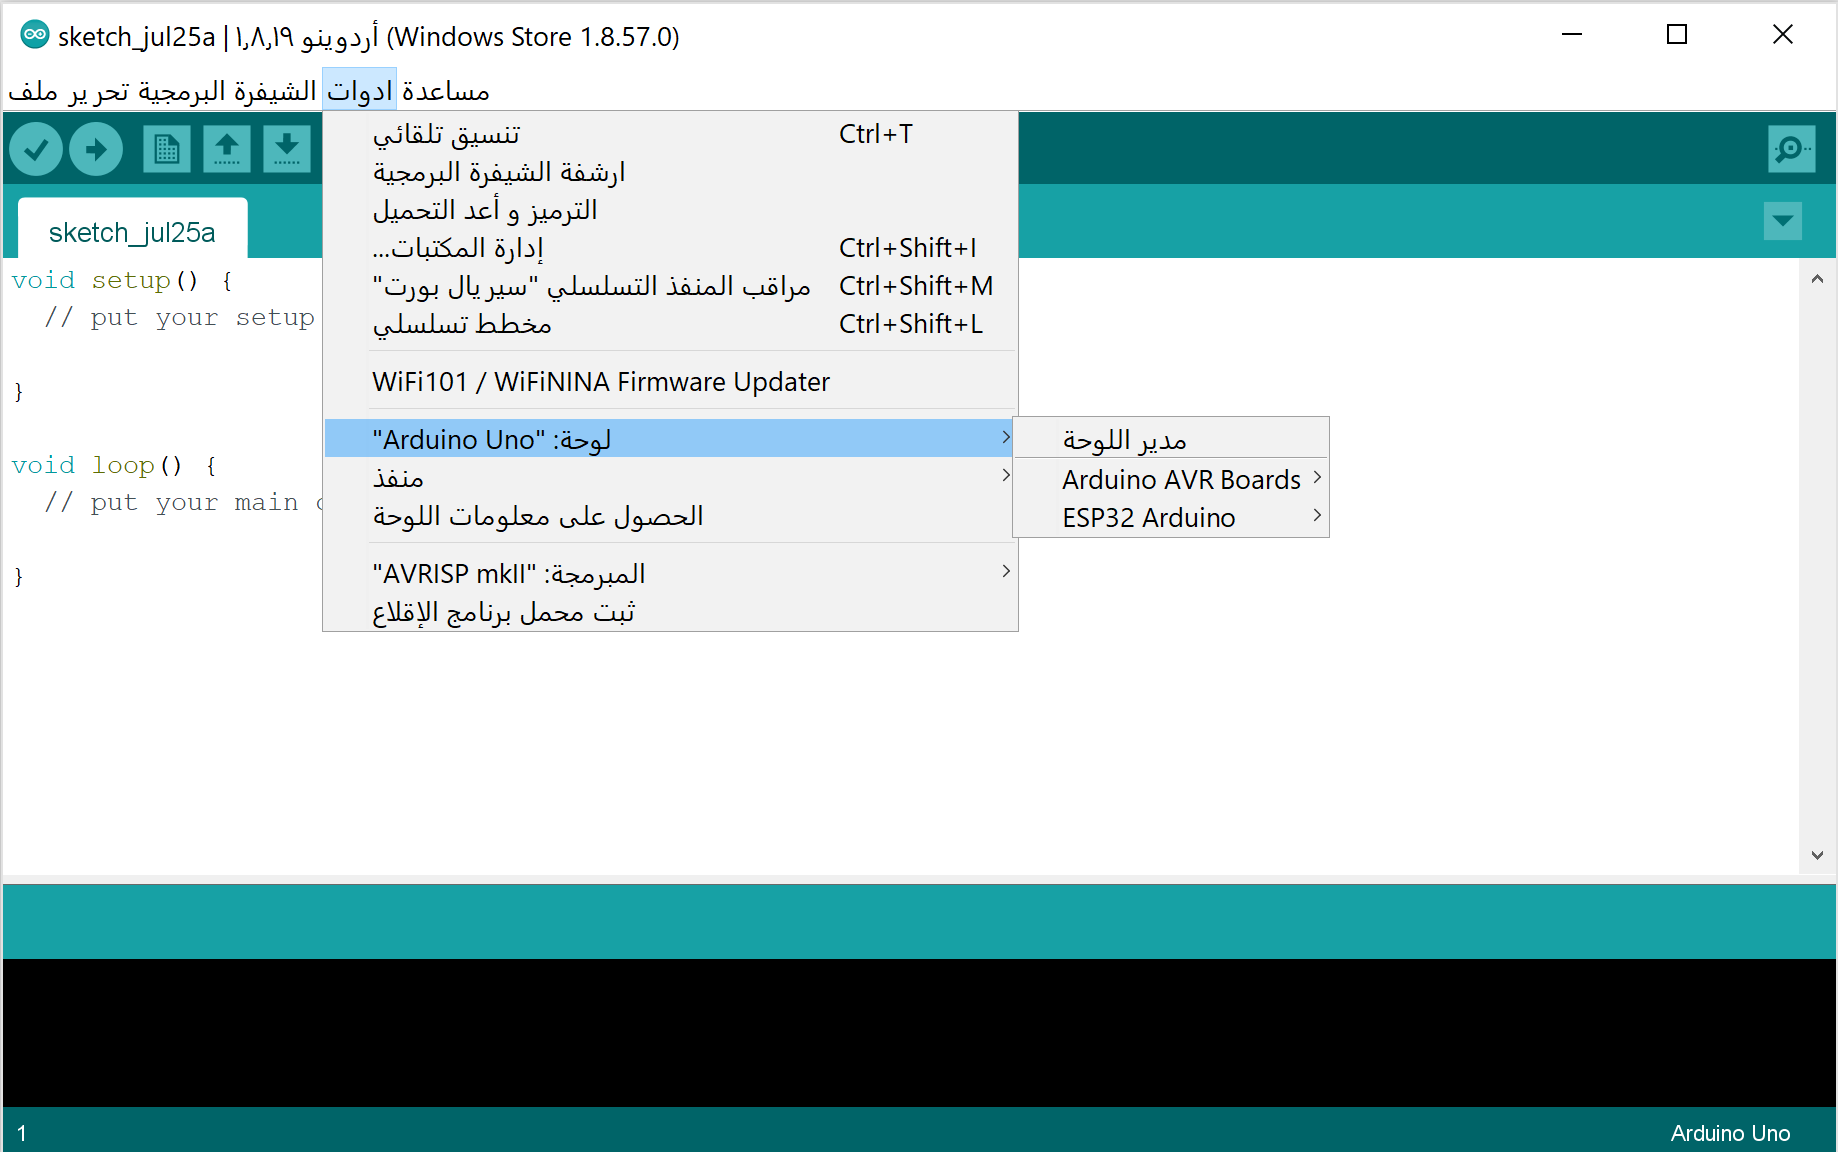 sketch_jul25a | أردوينو ١٫٨٫١٩ (Windows Store 1.8.57.0)
ملف تحرير الشيفرة البرمجية ادوات مساعدة
sketch_jul25a
void setup() {
// put your setup
}
void loop() {
// put your main
}
تنسيق تلقائي Ctrl+T
ارشفة الشيفرة البرمجية
الترميز و أعد التحميل
إدارة المكتبات... Ctrl+Shift+I
مراقب المنفذ التسلسلي "سيريال بورت" Ctrl+Shift+M
مخطط تسلسلي Ctrl+Shift+L
WiFi101 / WiFiNINA Firmware Updater
لوحة: "Arduino Uno"
منفذ
الحصول على معلومات اللوحة
المبرمجة: "AVRISP mkII"
ثبت محمل برنامج الإقلاع
مدير اللوحة
Arduino AVR Boards
ESP32 Arduino
1
Arduino Uno